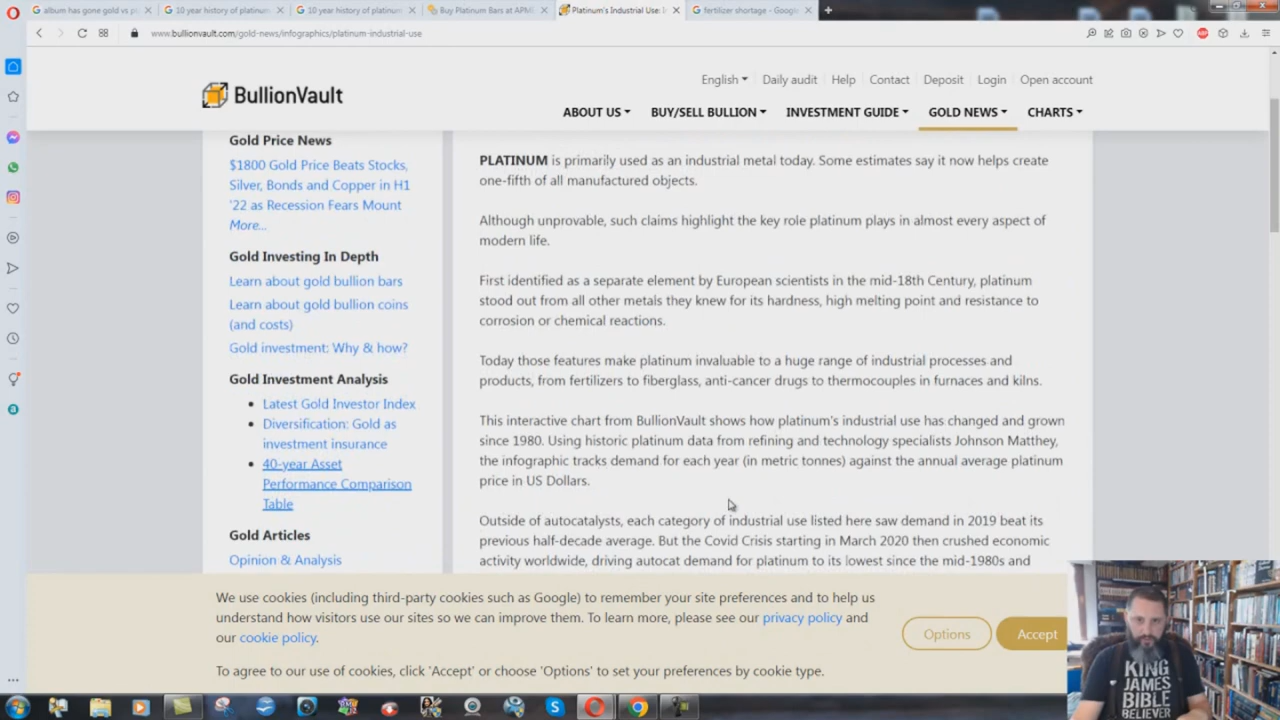 album has gone gold vs pl
10 year history of platinum
10 year history of platinum
Buy Platinum Bars at APME
Platinum's Industrial Use: I
fertilizer shortage - Google
www.bullionvault.com/gold-news/infographics/platinum-industrial-use
BullionVault
English
Daily audit
Help
Contact
Deposit
Login
Open account
ABOUT US
BUY/SELL BULLION
INVESTMENT GUIDE
GOLD NEWS
CHARTS
Gold Price News
$1800 Gold Price Beats Stocks,
Silver, Bonds and Copper in H1
'22 as Recession Fears Mount
More...
Gold Investing In Depth
Learn about gold bullion bars
Learn about gold bullion coins
(and costs)
Gold investment: Why & how?
Gold Investment Analysis
Latest Gold Investor Index
Diversification: Gold as
investment insurance
40-year Asset
Performance Comparison
Table
Gold Articles
Opinion & Analysis
PLATINUM is primarily used as an industrial metal today. Some estimates say it now helps create
one-fifth of all manufactured objects.
Although unprovable, such claims highlight the key role platinum plays in almost every aspect of
modern life.
First identified as a separate element by European scientists in the mid-18th Century, platinum
stood out from all other metals they knew for its hardness, high melting point and resistance to
corrosion or chemical reactions.
Today those features make platinum invaluable to a huge range of industrial processes and
products, from fertilizers to fiberglass, anti-cancer drugs to thermocouples in furnaces and kilns.
This interactive chart from BullionVault shows how platinum's industrial use has changed and grown
since 1980. Using historic platinum data from refining and technology specialists Johnson Matthey,
the infographic tracks demand for each year (in metric tonnes) against the annual average platinum
price in US Dollars.
Outside of autocatalysts, each category of industrial use listed here saw demand in 2019 beat its
previous half-decade average. But the Covid Crisis starting in March 2020 then crushed economic
activity worldwide, driving autocat demand for platinum to its lowest since the mid-1980s and
We use cookies (including third-party cookies such as Google) to remember your site preferences and to help us
understand how visitors use our sites so we can improve them. To learn more, please see our privacy policy and
our cookie policy.
To agree to our use of cookies, click 'Accept' or choose 'Options' to set your preferences by cookie type.
Options
Accept
KING
JAMES
BIBLE
BELIEVER